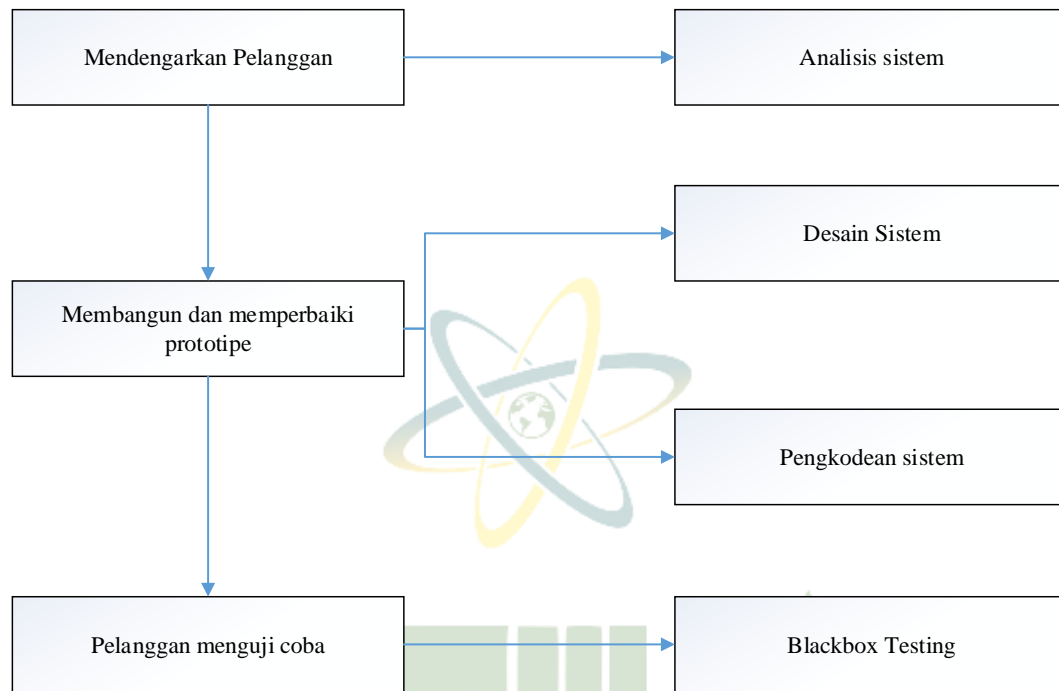 Mendengarkan Pelanggan
Analisis sistem
Desain Sistem
Membangun dan memperbaiki
prototipe
Pengkodean sistem
Pelanggan menguji coba
Blackbox Testing